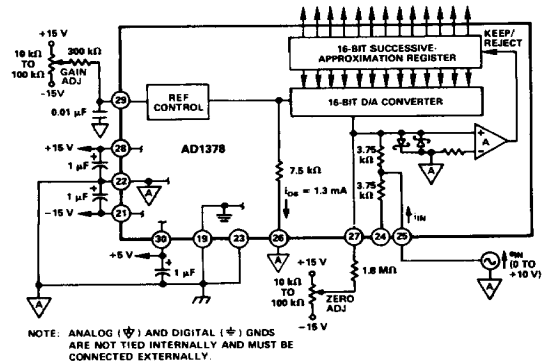 +15 V
10 kΩ
TO
100 kΩ
300 kΩ
GAIN
ADJ
-15V
0.01 µF
29
REF
CONTROL
16-BIT SUCCESSIVE-
APPROXIMATION REGISTER
KEEP/
REJECT
16-BIT D/A CONVERTER
AD1378
+15 V
28
1 µF
22
A
1 µF
-15 V
21
7.5 kΩ
iOS = 1.3 mA
3.75
kΩ
3.75
kΩ
+
A
-
A
iIN
30
19
23
26
27
24
25
+5 V
1 µF
A
A
+15 V
10 kΩ
TO
100 kΩ
1.8 MΩ
ZERO
ADJ
-15 V
eIN
(0 TO
+10 V)
A
NOTE: ANALOG (A) AND DIGITAL (⏚) GNDS
ARE NOT TIED INTERNALLY AND MUST BE
CONNECTED EXTERNALLY.